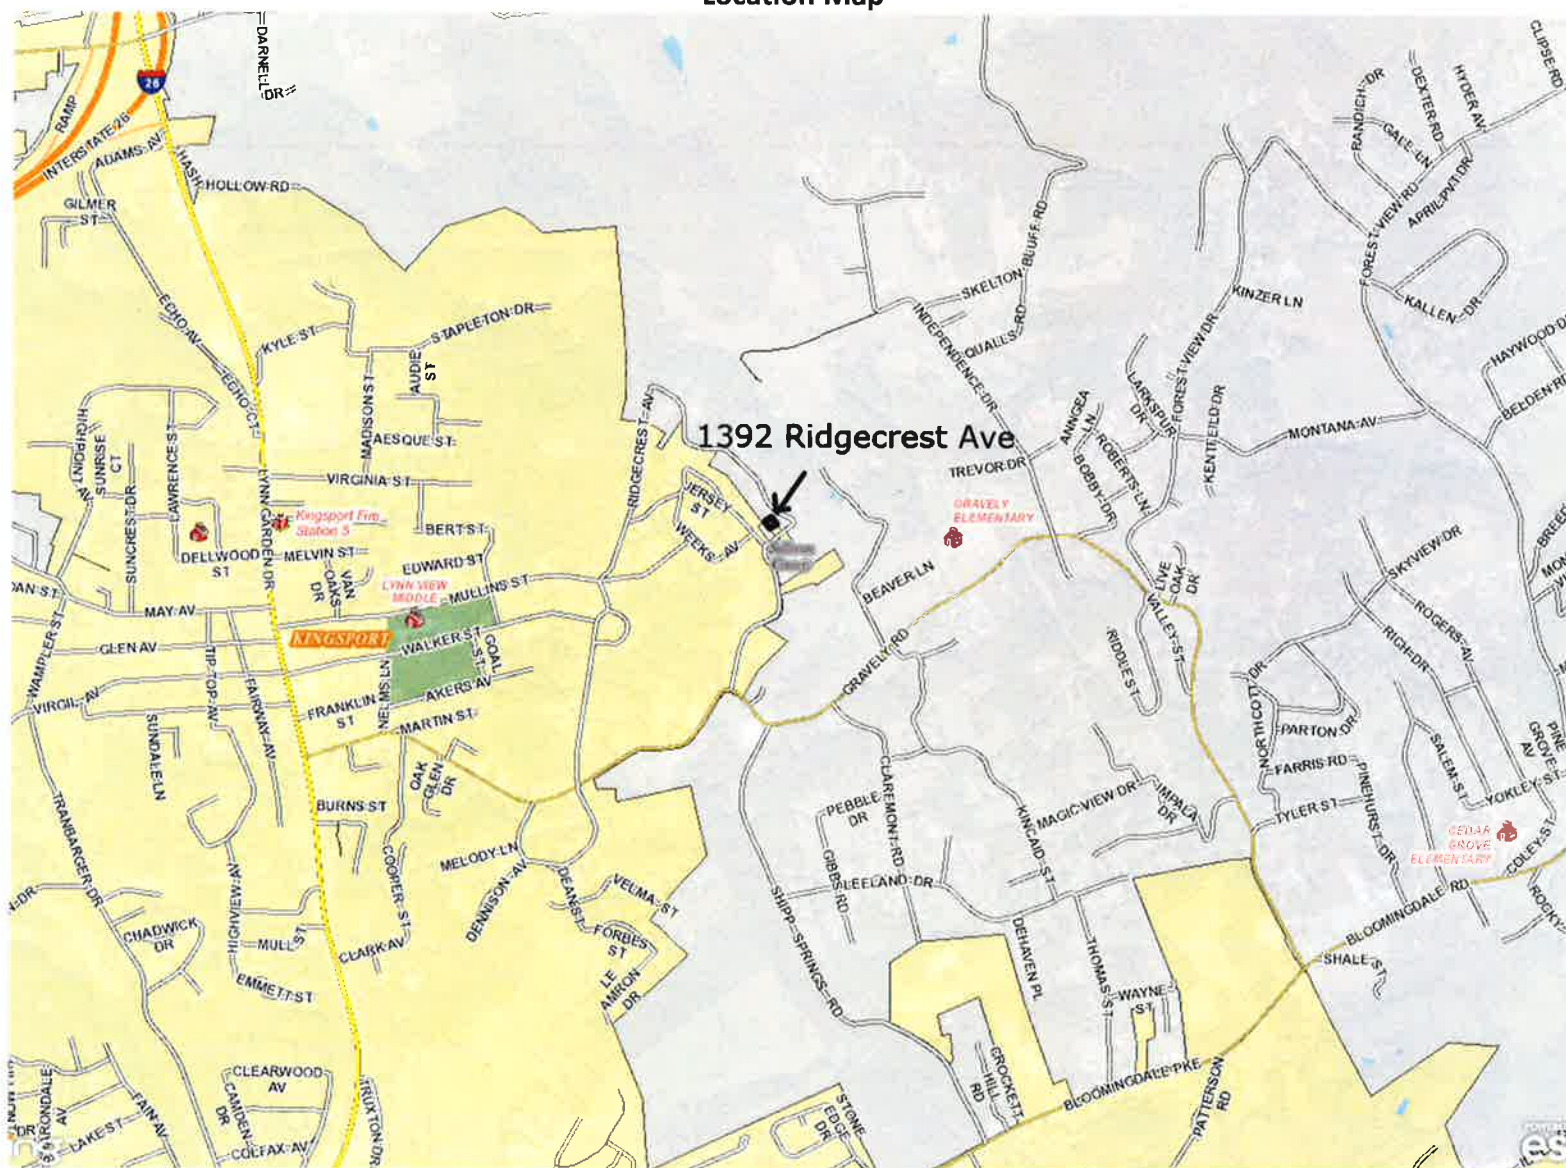 Location Map
DARNELL DR
CLIPSE RD
RAMP
INTERSTATE 26
26
ADAMS AV
HASH
HOLLOW RD
GILMER
ST
RANDICH DR
DEXTER RD
HYDER AV
GALE LN
APRIL PVT DR
FOREST VIEW RD
SKELTON BLUFF RD
KINZER LN
KALLEN DR
HAYWOOD D
BELDEN R
ECHO AV
ECHO CT
KYLE ST
STAPLETON DR
AUDIE
ST
MADISON ST
AESQUE ST
INDEPENDENCE DR
QUALLS RD
FOREST VIEW DR
LARKSPUR
DR
ANNGEA
LN
ROBERTS LN
BOBBY DR
KENTFIELD DR
MONTANA AV
TREVOR DR
1392 Ridgecrest Ave
RIDGECREST AV
HIGHPOINT
AV
SUNRISE
CT
LAWRENCE ST
SUNCREST DR
VIRGINIA ST
LYNN GARDEN DR
Kingsport Fire
Station 5
BERT ST
JERSEY
ST
WEEKS AV
GRAVELY
ELEMENTARY
DELLWOOD
ST
MELVIN ST
VAN
OAKS
DR
EDWARD ST
LYNN VIEW
MIDDLE
MULLINS ST
BEAVER LN
LIVE
OAK
DR
SKYVIEW DR
AN ST
MAY AV
KINGSPORT
WALKER ST
GOAL
ST
GLEN AV
WAMPLER ST
TIP TOP AV
FAIRWAY AV
VIRGIL AV
FRANKLIN
ST
NELMS LN
AKERS AV
MARTIN ST
GRAVELY RD
RIDDLE ST
VALLEY ST
ROGERS AV
RICH DR
NORTHCOTT DR
PARTON DR
SUNDALE LN
OAK
GLEN
DR
BURNS ST
CLAREMONT RD
PEBBLE
DR
GIBBS RD
MAGIC VIEW DR
IMPALA
DR
KINCAID ST
FARRIS RD
TYLER ST
PINEHURST DR
SALEM ST
PINE
GROVE
AV
YOKLEY ST
CEDAR
GROVE
ELEMENTARY
COLEY ST
TRANBARGER DR
MELODY LN
COOPER ST
DENNISON AV
DEAN ST
VELMA ST
FORBES
ST
LEELAND DR
SHIPP SPRINGS RD
HIGHVIEW AV
CHADWICK
DR
MULL ST
CLARK AV
EMMETT ST
LE
AMRON
DR
DEHAVEN PL
THOMAS ST
WAYNE
ST
BLOOMINGDALE RD
SHALE ST
ROCKY
CLEARWOOD
AV
CAMDEN
DR
COLFAX AV
TRUXTON DR
FAIN AV
LAKE ST
STONE
EDGE
DR
CROCKETT
HILL
RD
BLOOMINGDALE PKE
PATTERSON
RD